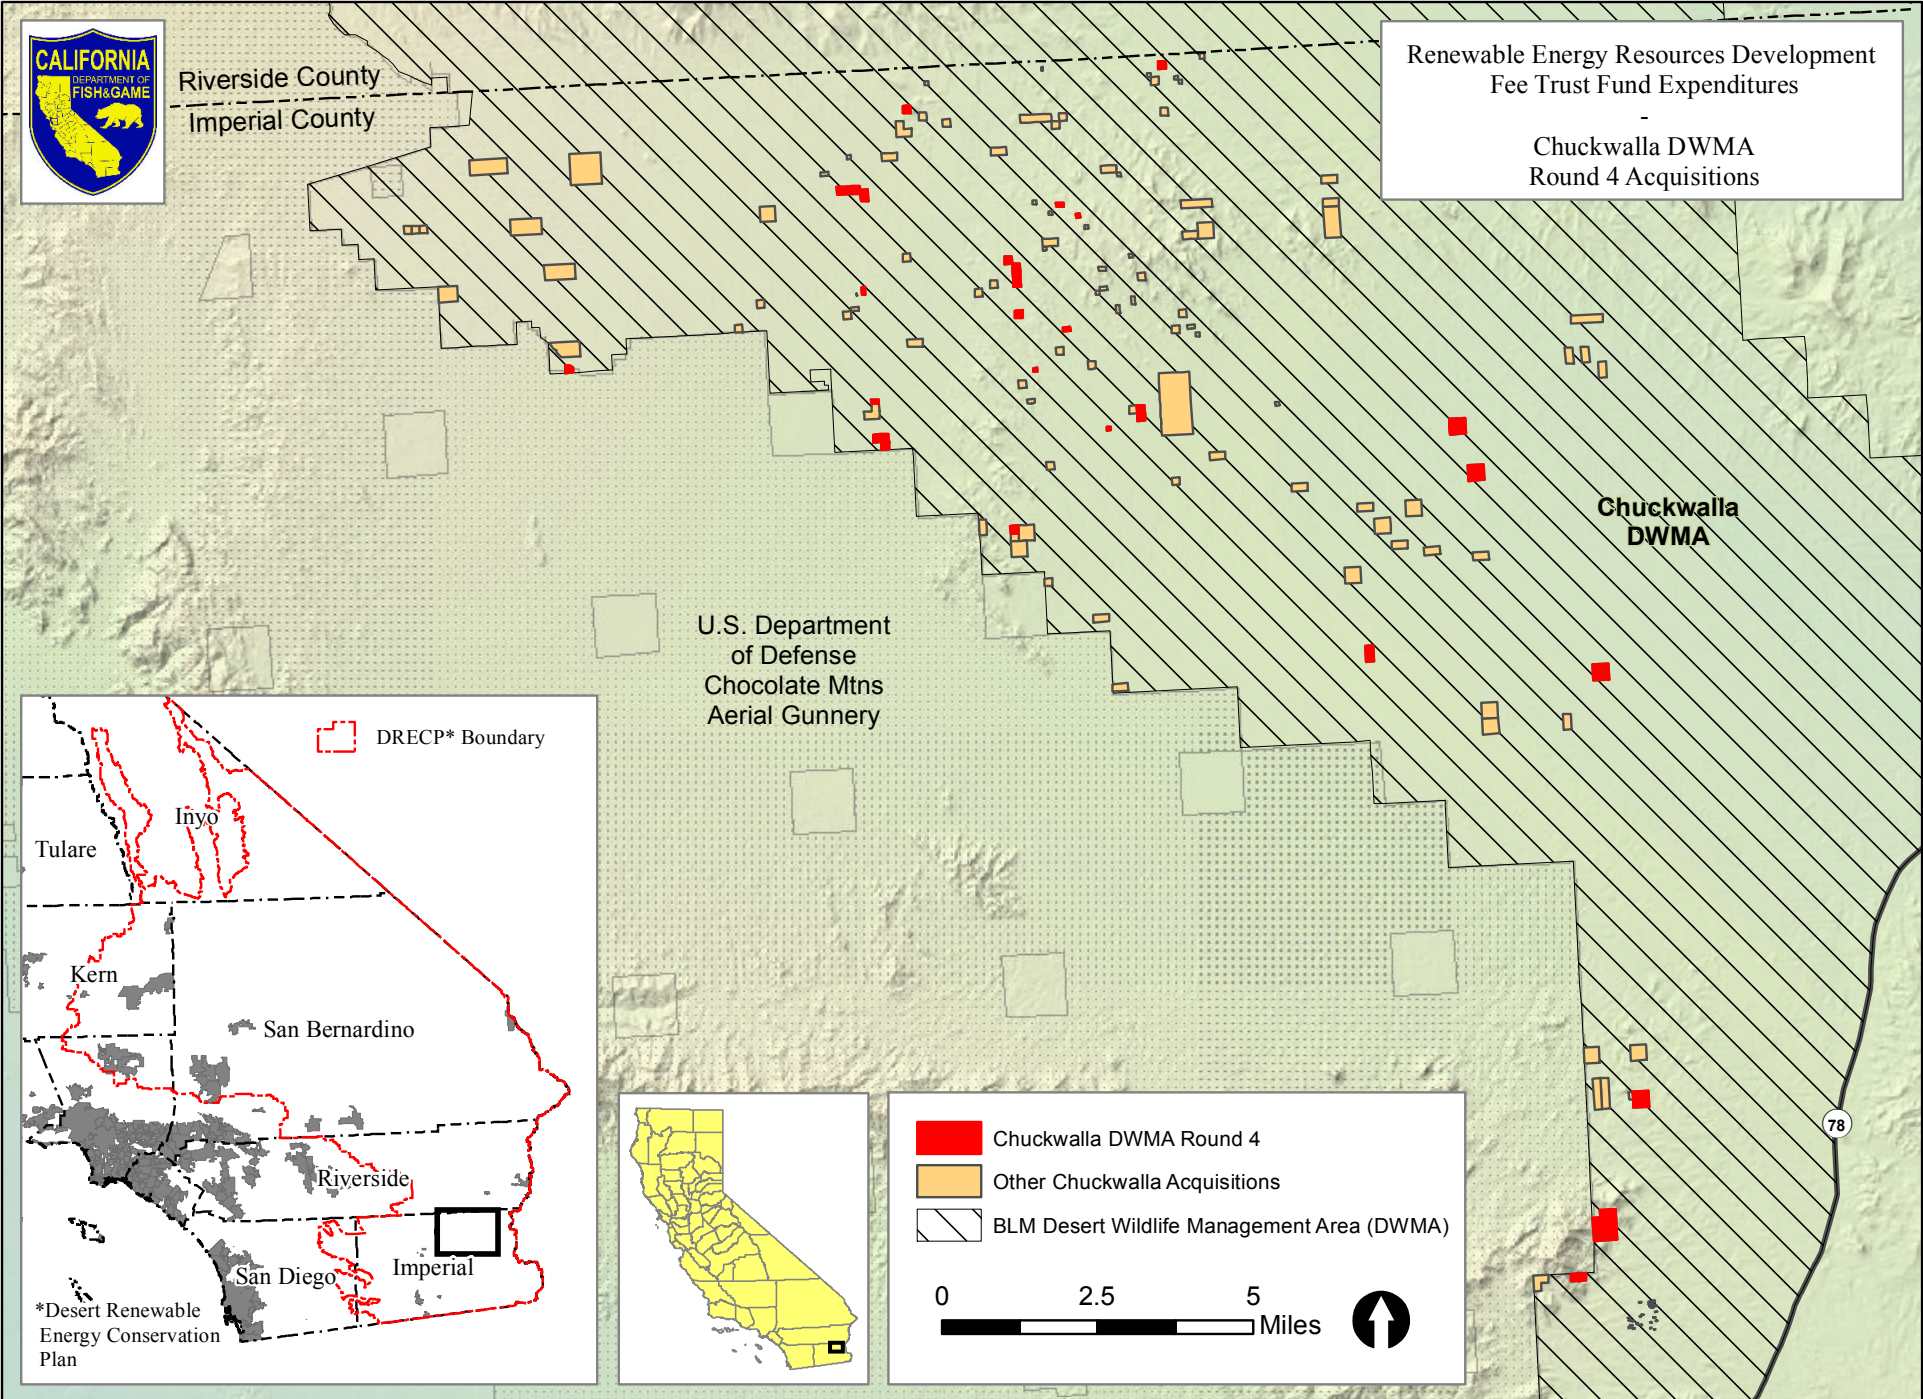 CALIFORNIA
DEPARTMENT OF
FISH&GAME
Riverside County
Imperial County
Renewable Energy Resources Development
Fee Trust Fund Expenditures
-
Chuckwalla DWMA
Round 4 Acquisitions
Chuckwalla
DWMA
U.S. Department
of Defense
Chocolate Mtns
Aerial Gunnery
DRECP* Boundary
Inyo
Tulare
Kern
San Bernardino
Riverside
Imperial
San Diego
*Desert Renewable
Energy Conservation
Plan
Chuckwalla DWMA Round 4
Other Chuckwalla Acquisitions
BLM Desert Wildlife Management Area (DWMA)
0 2.5 5
Miles
78